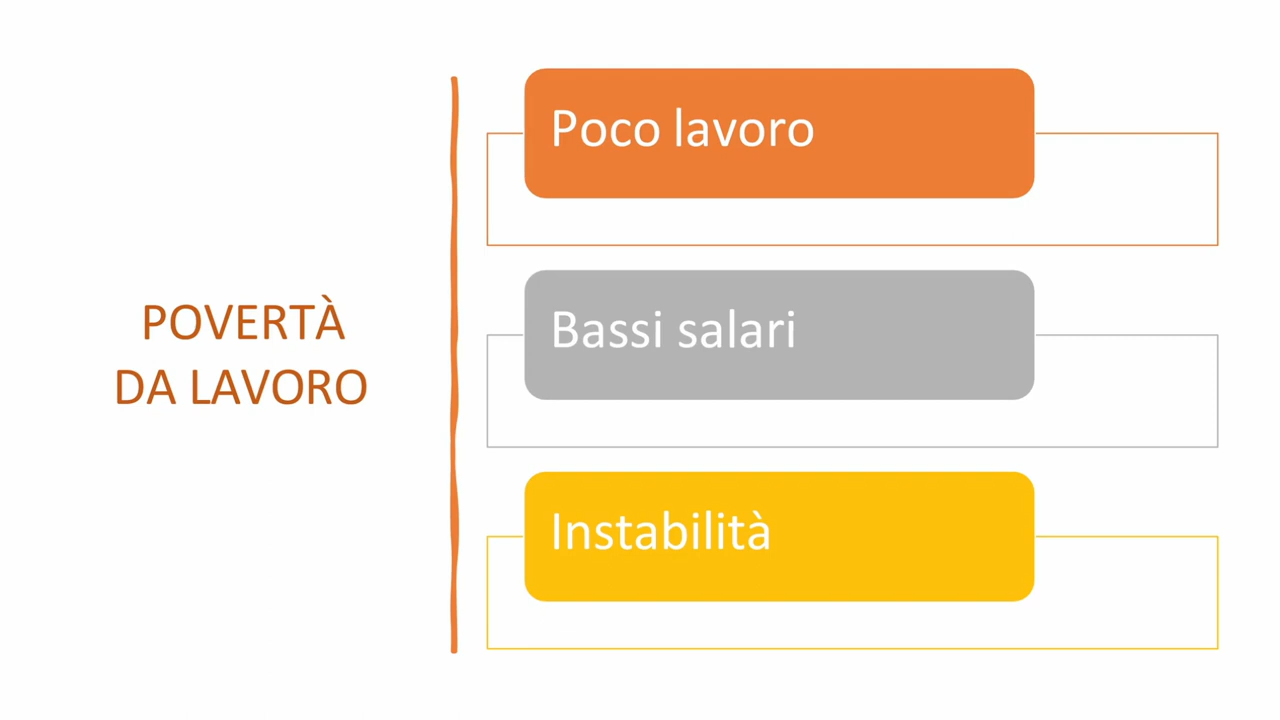 POVERTÀ
DA LAVORO
Poco lavoro
Bassi salari
Instabilità